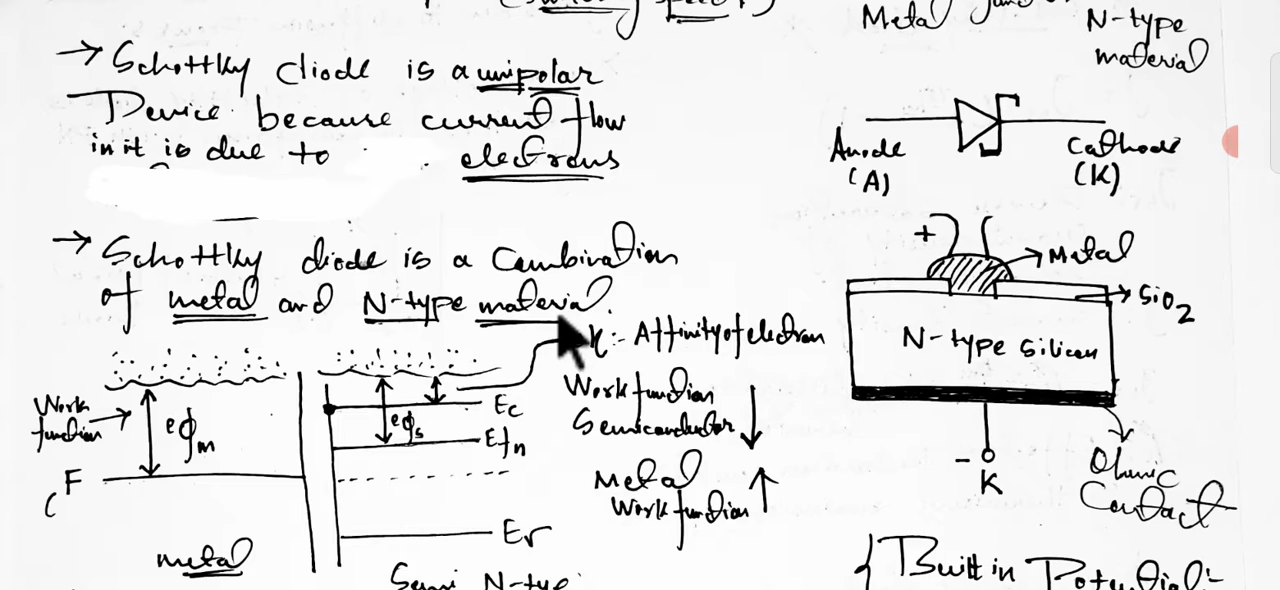 → Schottky diode is a unipolar
Device because current flow
in it is due to electrons
→ Schottky diode is a Combination
of metal and N-type material.
Work
function
eϕm
F
metal
eϕs
Ec
Efn
Ev
Semi N-type
χ:- Affinity of electron
Work function
Semiconductor ↓
Metal
Work function ↑
Metal
N-type
material
Anode
(A)
Cathode
(K)
+
Metal
SiO2
N-type silicon
-
K
Ohmic
Contact
{ Built in Potential:-